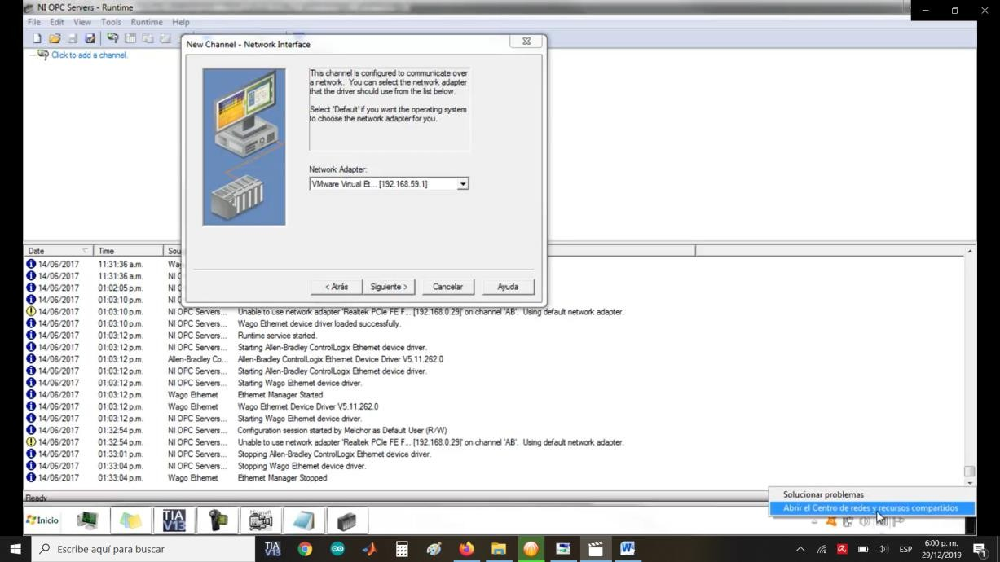 NI OPC Servers - Runtime
File Edit View Tools Runtime Help
Click to add a channel.
New Channel - Network Interface
This channel is configured to communicate over
a network. You can select the network adapter
that the driver should use from the list below.
Select 'Default' if you want the operating system
to choose the network adapter for you.
Network Adapter:
VMware Virtual Et... [192.168.59.1]
< Atrás Siguiente > Cancelar Ayuda
Date Time Sou
14/06/2017 11:31:36 a.m. Wa
14/06/2017 11:31:36 a.m. NI O
14/06/2017 01:02:05 p.m. NI O
14/06/2017 01:03:10 p.m. NI O
14/06/2017 01:03:10 p.m. NI OPC Servers... Unable to use network adapter 'Realtek PCIe FE F... [192.168.0.29]' on channel 'AB'. Using default network adapter.
14/06/2017 01:03:10 p.m. NI OPC Servers... Wago Ethernet device driver loaded successfully.
14/06/2017 01:03:12 p.m. NI OPC Servers... Runtime service started.
14/06/2017 01:03:12 p.m. NI OPC Servers... Starting Allen-Bradley ControlLogix Ethernet device driver.
14/06/2017 01:03:12 p.m. Allen-Bradley Co... Allen-Bradley ControlLogix Ethernet Device Driver V5.11.262.0
14/06/2017 01:03:12 p.m. NI OPC Servers... Starting Allen-Bradley ControlLogix Ethernet device driver.
14/06/2017 01:03:12 p.m. NI OPC Servers... Starting Wago Ethernet device driver.
14/06/2017 01:03:12 p.m. Wago Ethernet Ethernet Manager Started
14/06/2017 01:03:12 p.m. Wago Ethernet Wago Ethernet Device Driver V5.11.262.0
14/06/2017 01:03:12 p.m. NI OPC Servers... Starting Wago Ethernet device driver.
14/06/2017 01:32:54 p.m. NI OPC Servers... Configuration session started by Melchor as Default User (R/W)
14/06/2017 01:32:54 p.m. NI OPC Servers... Unable to use network adapter 'Realtek PCIe FE F... [192.168.0.29]' on channel 'AB'. Using default network adapter.
14/06/2017 01:33:01 p.m. NI OPC Servers... Stopping Allen-Bradley ControlLogix Ethernet device driver.
14/06/2017 01:33:04 p.m. NI OPC Servers... Stopping Wago Ethernet device driver.
14/06/2017 01:33:04 p.m. Wago Ethernet Ethernet Manager Stopped
Ready
Solucionar problemas
Abrir el Centro de redes y recursos compartidos
Inicio TIA V13
Escribe aquí para buscar TIA V13 ESP 6:00 p. m.
29/12/2019